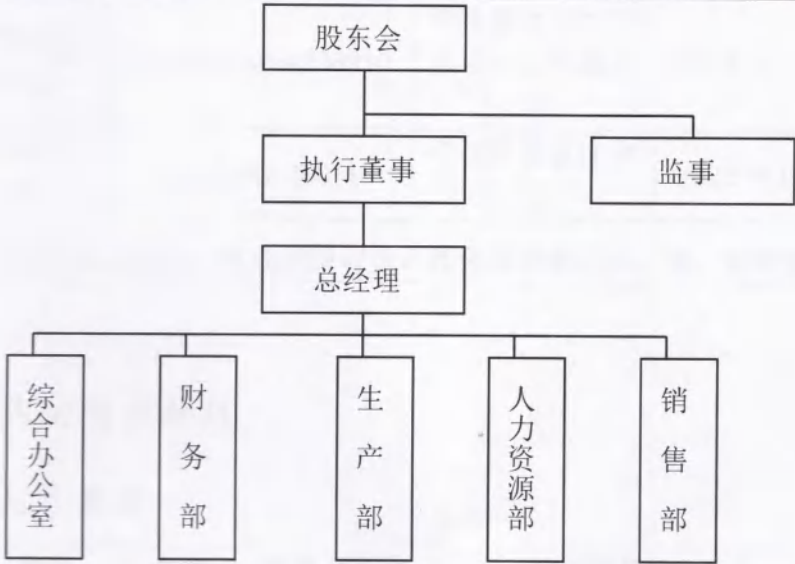 股东会
执行董事
监事
总经理
综合办公室
财务部
生产部
人力资源部
销售部